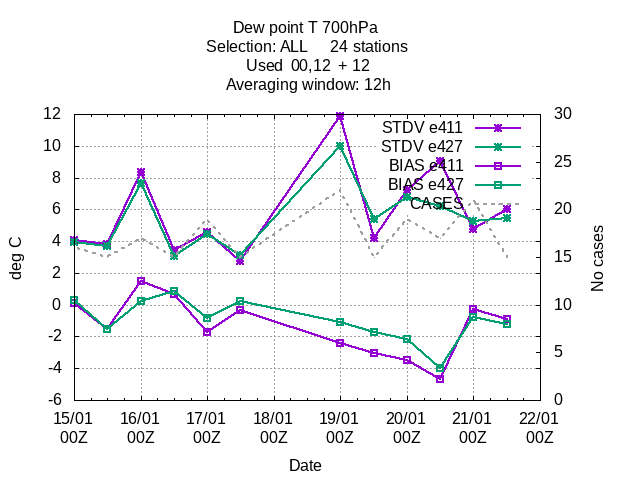 Dew point T 700hPa
Selection: ALL     24 stations
Used  00,12  + 12
Averaging window: 12h
12
10
8
6
4
2
0
-2
-4
-6
deg C
30
25
20
15
10
5
0
No cases
STDV e411
STDV e427
BIAS e411
BIAS e427
CASES
15/01 16/01 17/01 18/01 19/01 20/01 21/01 22/01
00Z 00Z 00Z 00Z 00Z 00Z 00Z 00Z
Date